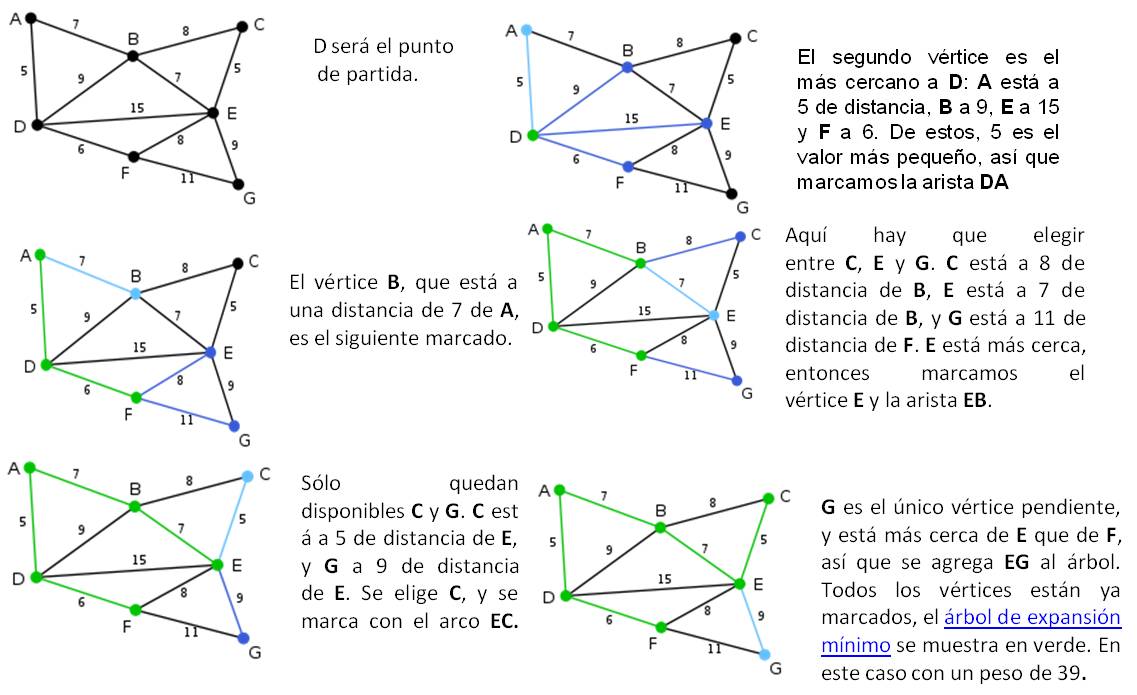 A
7
B
8
C
5
9
7
5
15
D
E
6
8
9
F
11
G
D será el punto
de partida.
A
7
B
8
C
5
9
7
5
15
D
E
6
8
9
F
11
G
El segundo vértice es el
más cercano a D: A está a
5 de distancia, B a 9, E a 15
y F a 6. De estos, 5 es el
valor más pequeño, así que
marcamos la arista DA
A
7
B
8
C
5
9
7
5
15
D
E
6
8
9
F
11
G
El vértice B, que está a
una distancia de 7 de A,
es el siguiente marcado.
A
7
B
8
C
5
9
7
5
15
D
E
6
8
9
F
11
G
Aquí hay que elegir
entre C, E y G. C está a 8 de
distancia de B, E está a 7 de
distancia de B, y G está a 11 de
distancia de F. E está más cerca,
entonces marcamos el
vértice E y la arista EB.
A
7
B
8
C
5
9
7
5
15
D
E
6
8
9
F
11
G
Sólo quedan
disponibles C y G. C est
á a 5 de distancia de E,
y G a 9 de distancia
de E. Se elige C, y se
marca con el arco EC.
A
7
B
8
C
5
9
7
5
15
D
E
6
8
9
F
11
G
G es el único vértice pendiente,
y está más cerca de E que de F,
así que se agrega EG al árbol.
Todos los vértices están ya
marcados, el árbol de expansión
mínimo se muestra en verde. En
este caso con un peso de 39.